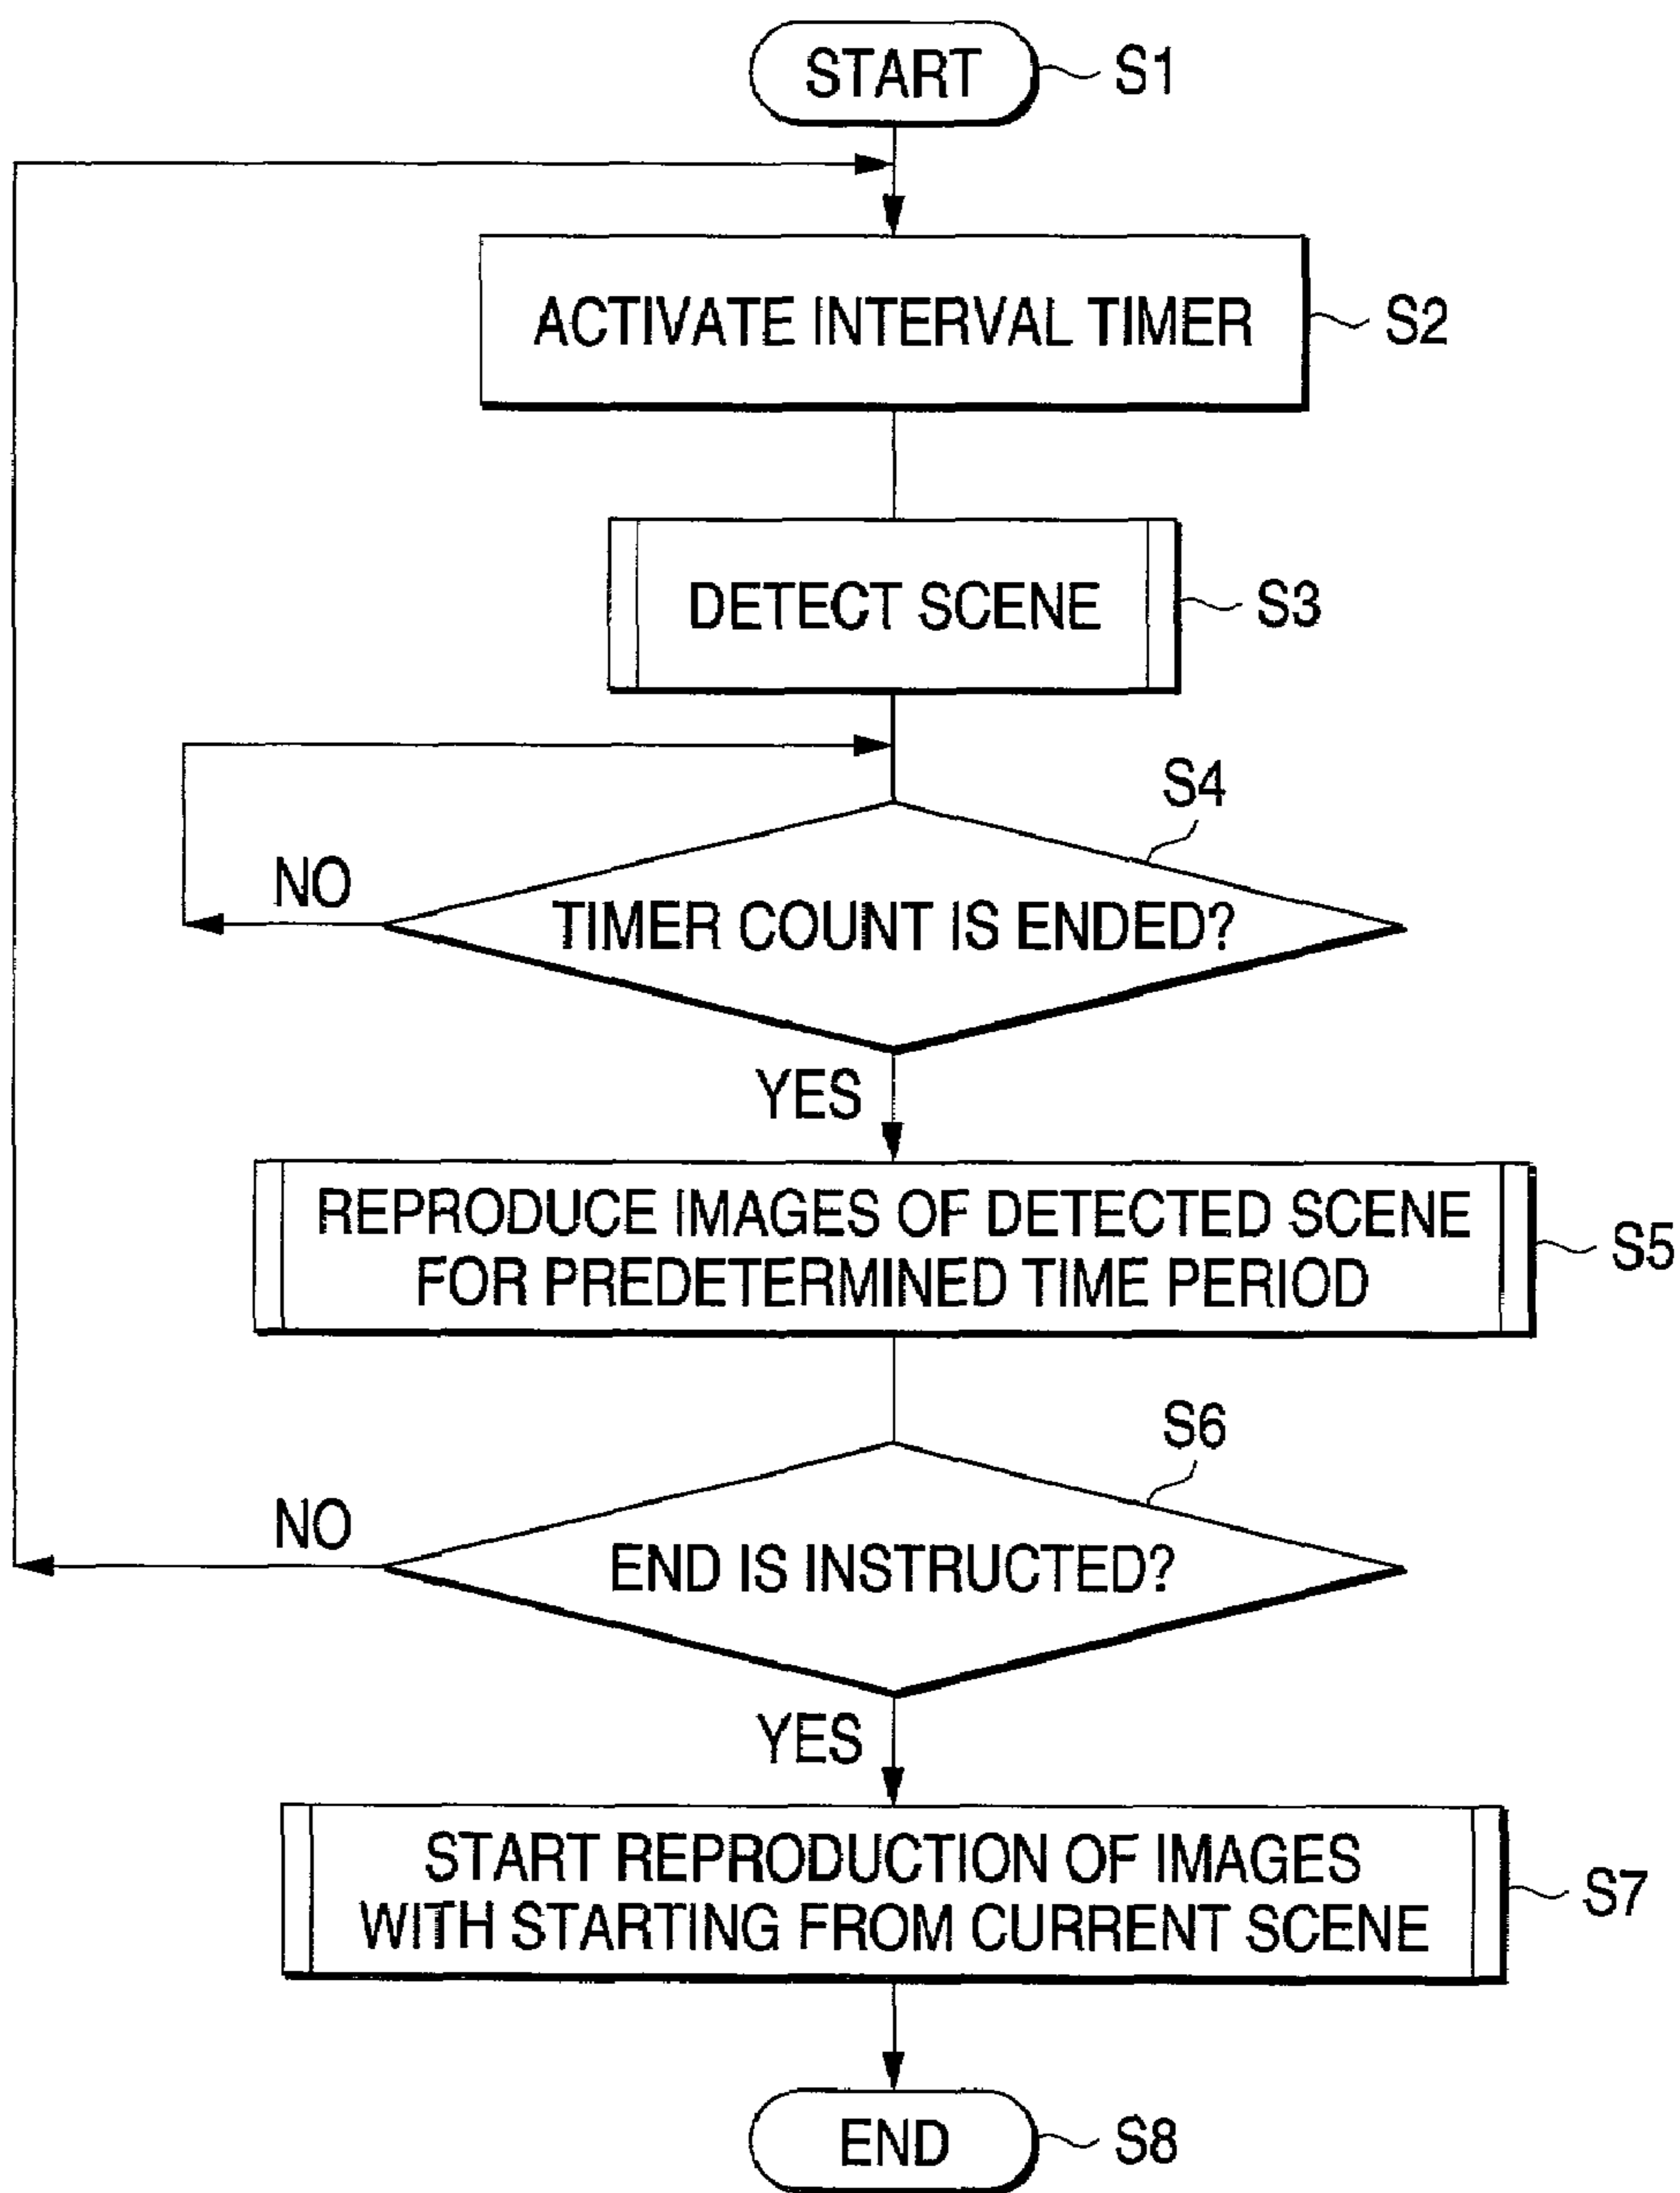 START
S1
ACTIVATE INTERVAL TIMER
S2
DETECT SCENE
S3
S4
NO
TIMER COUNT IS ENDED?
YES
REPRODUCE IMAGES OF DETECTED SCENE
FOR PREDETERMINED TIME PERIOD
S5
S6
NO
END IS INSTRUCTED?
YES
START REPRODUCTION OF IMAGES
WITH STARTING FROM CURRENT SCENE
S7
END
S8